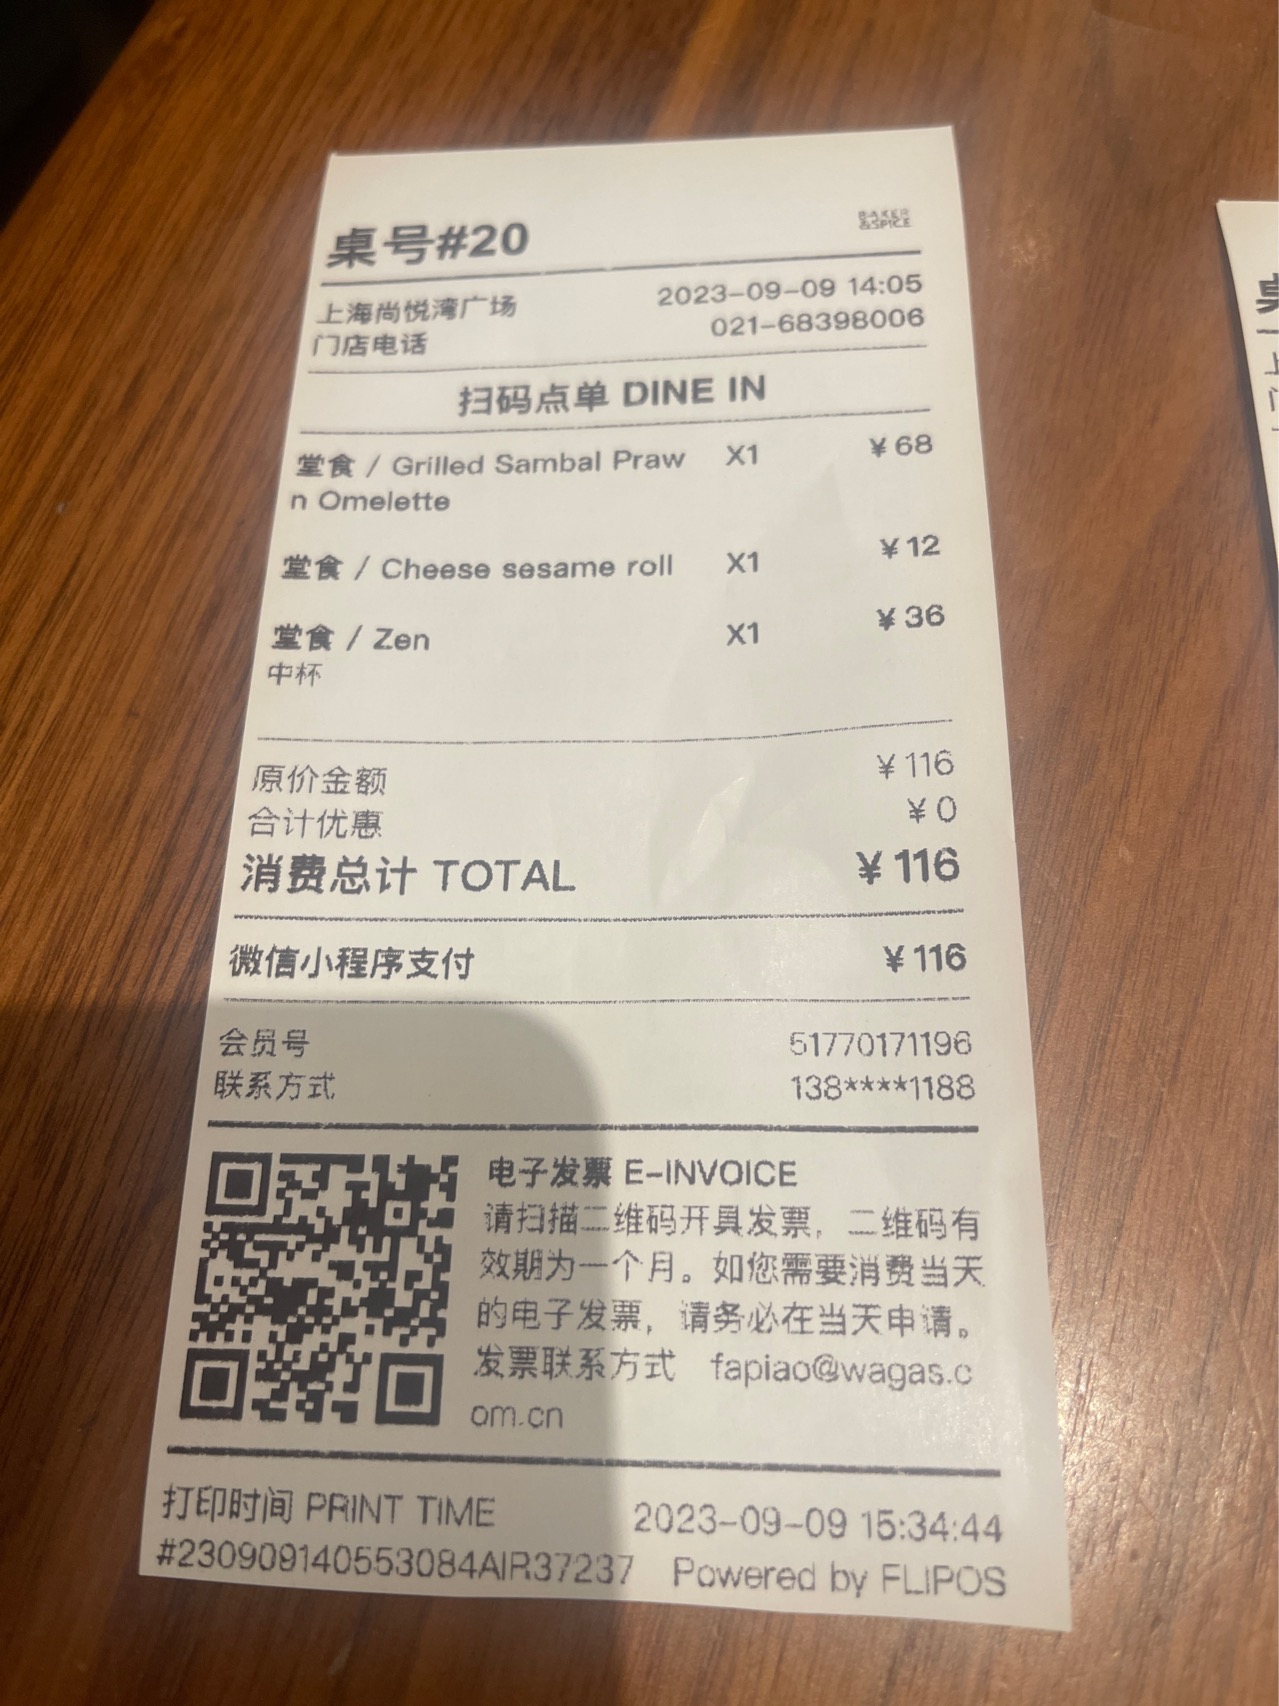 桌号#20
BAKER
&SPICE
上海尚悦湾广场 2023-09-09 14:05
门店电话 021-68398006
扫码点单 DINE IN
堂食 / Grilled Sambal Praw X1 ¥68
n Omelette
堂食 / Cheese sesame roll X1 ¥12
堂食 / Zen X1 ¥36
中杯
原价金额 ¥116
合计优惠 ¥0
消费总计 TOTAL ¥116
微信小程序支付 ¥116
会员号 51770171196
联系方式 138****1188
电子发票 E-INVOICE
请扫描二维码开具发票，二维码有
效期为一个月。如您需要消费当天
的电子发票，请务必在当天申请。
发票联系方式 fapiao@wagas.c
om.cn
打印时间 PRINT TIME 2023-09-09 15:34:44
#230909140553084AIR37237 Powered by FLIPOS